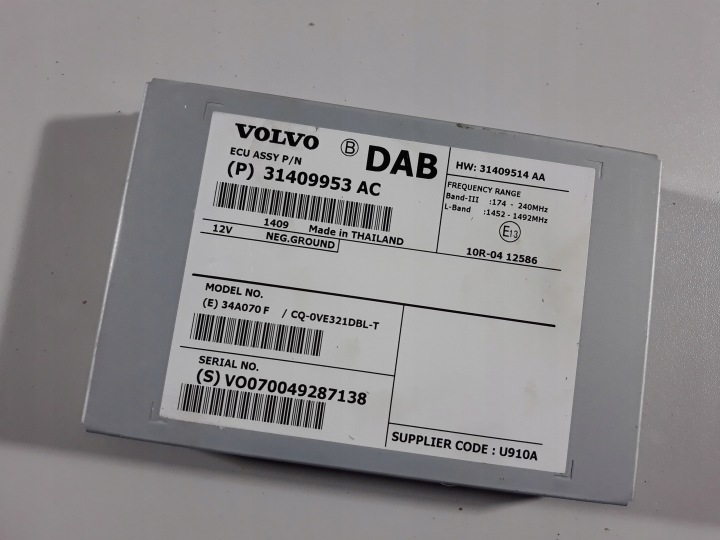 VOLVO Ⓑ DAB
ECU ASSY P/N
(P) 31409953 AC
HW: 31409514 AA
FREQUENCY RANGE
Band-III :174 - 240MHz
L-Band :1452 - 1492MHz
E13
10R-04 12586
1409 Made in THAILAND
12V NEG.GROUND
MODEL NO.
(E) 34A070 F / CQ-0VE321DBL-T
SERIAL NO.
(S) VO070049287138
SUPPLIER CODE : U910A